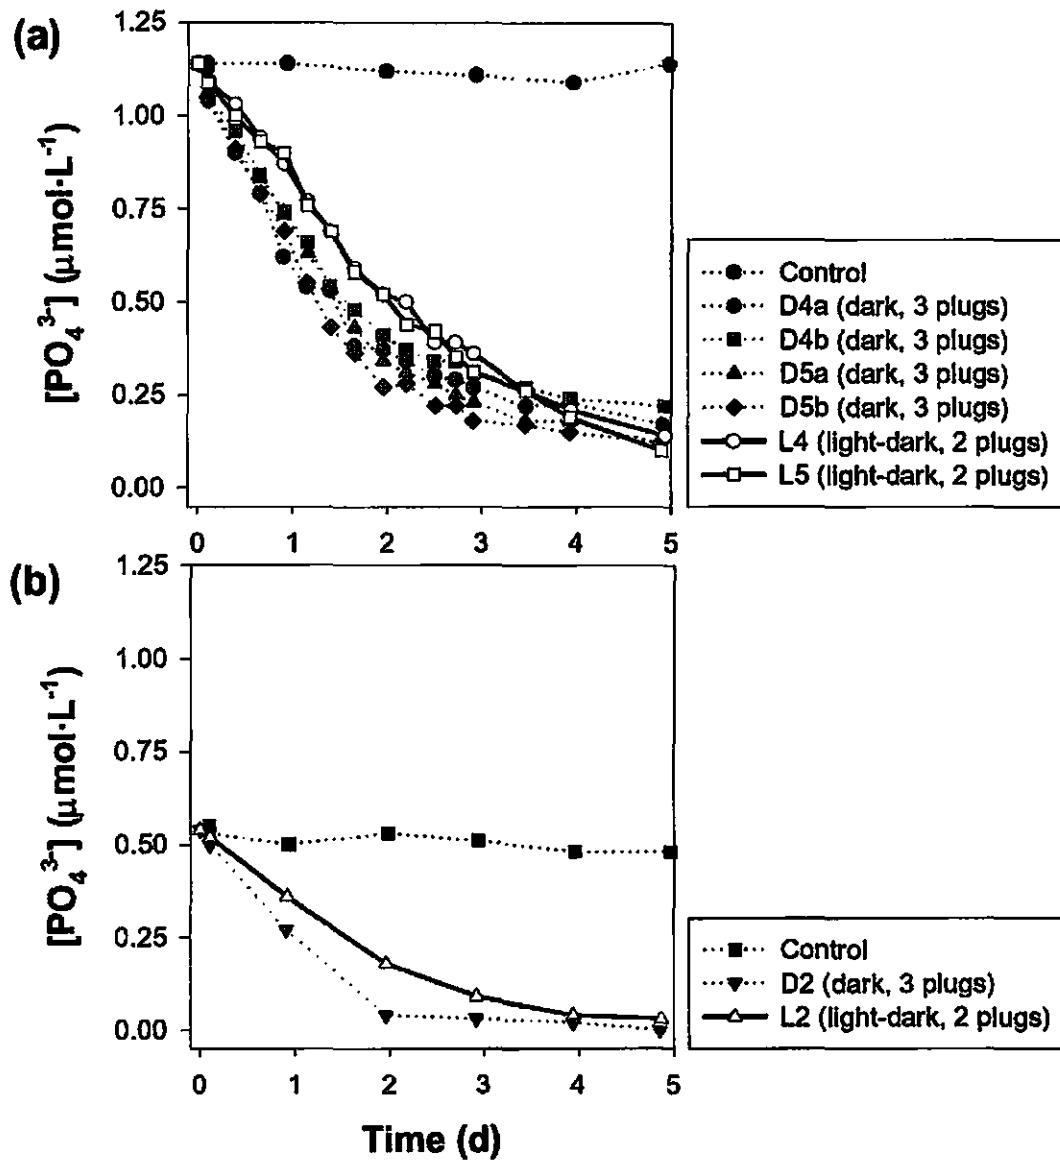 (a)
[PO₄³⁻] (μmol·L⁻¹)
1.25
1.00
0.75
0.50
0.25
0.00
0 1 2 3 4 5
Control
D4a (dark, 3 plugs)
D4b (dark, 3 plugs)
D5a (dark, 3 plugs)
D5b (dark, 3 plugs)
L4 (light-dark, 2 plugs)
L5 (light-dark, 2 plugs)
(b)
[PO₄³⁻] (μmol·L⁻¹)
1.25
1.00
0.75
0.50
0.25
0.00
0 1 2 3 4 5
Time (d)
Control
D2 (dark, 3 plugs)
L2 (light-dark, 2 plugs)